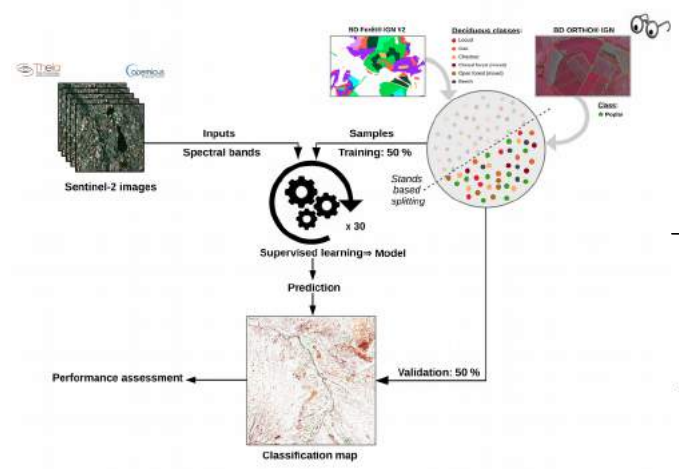 BD Forêt® IGN V2
Deciduous classes:
Locust
Oak
Chestnut
Closed forest (mixed)
Open forest (mixed)
Beech
BD ORTHO® IGN
Class:
Poplar
Theia
Copernicus
Inputs
Spectral bands
Samples
Training: 50 %
Sentinel-2 images
Stands
based
splitting
x 30
Supervised learning⇒ Model
Prediction
Validation: 50 %
Performance assessment
Classification map